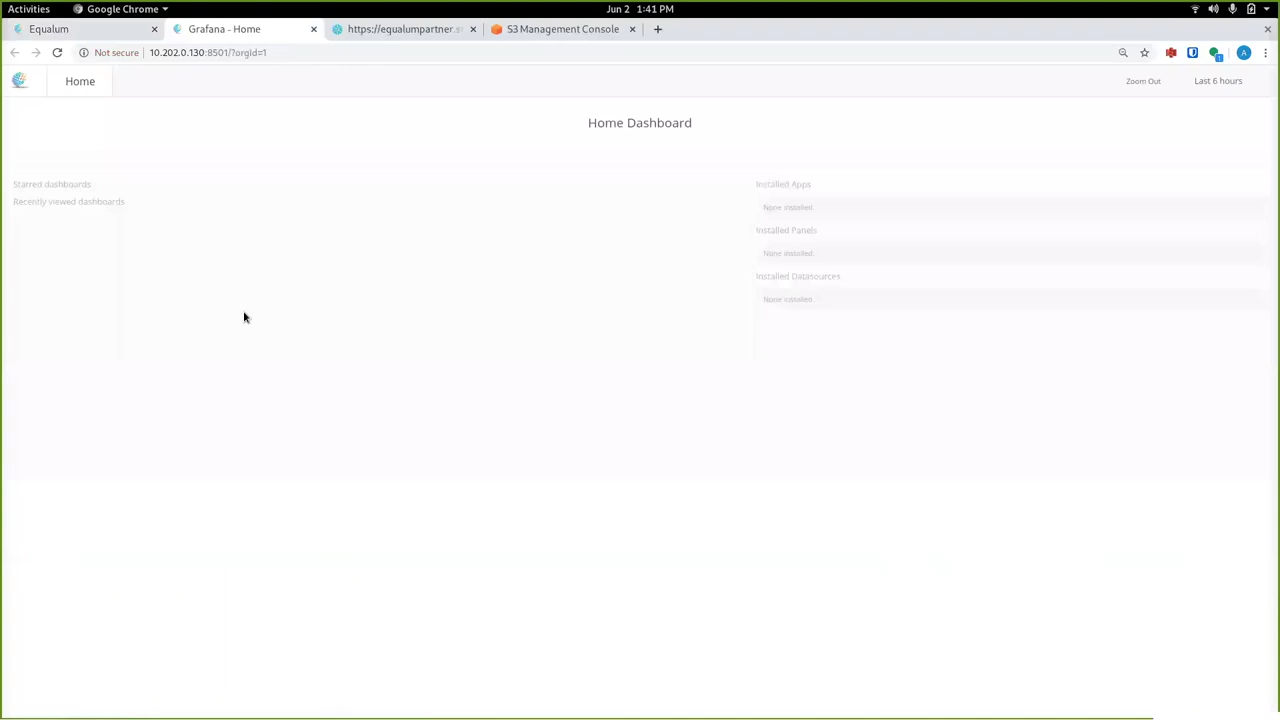 Activities Google Chrome Jun 2 1:41 PM
Equalum Grafana - Home https://equalumpartner.s S3 Management Console
Not secure 10.202.0.130:8501/?orgId=1 A
Home Zoom Out Last 6 hours
Home Dashboard
Starred dashboards
Recently viewed dashboards
Installed Apps
None installed.
Installed Panels
None installed.
Installed Datasources
None installed.